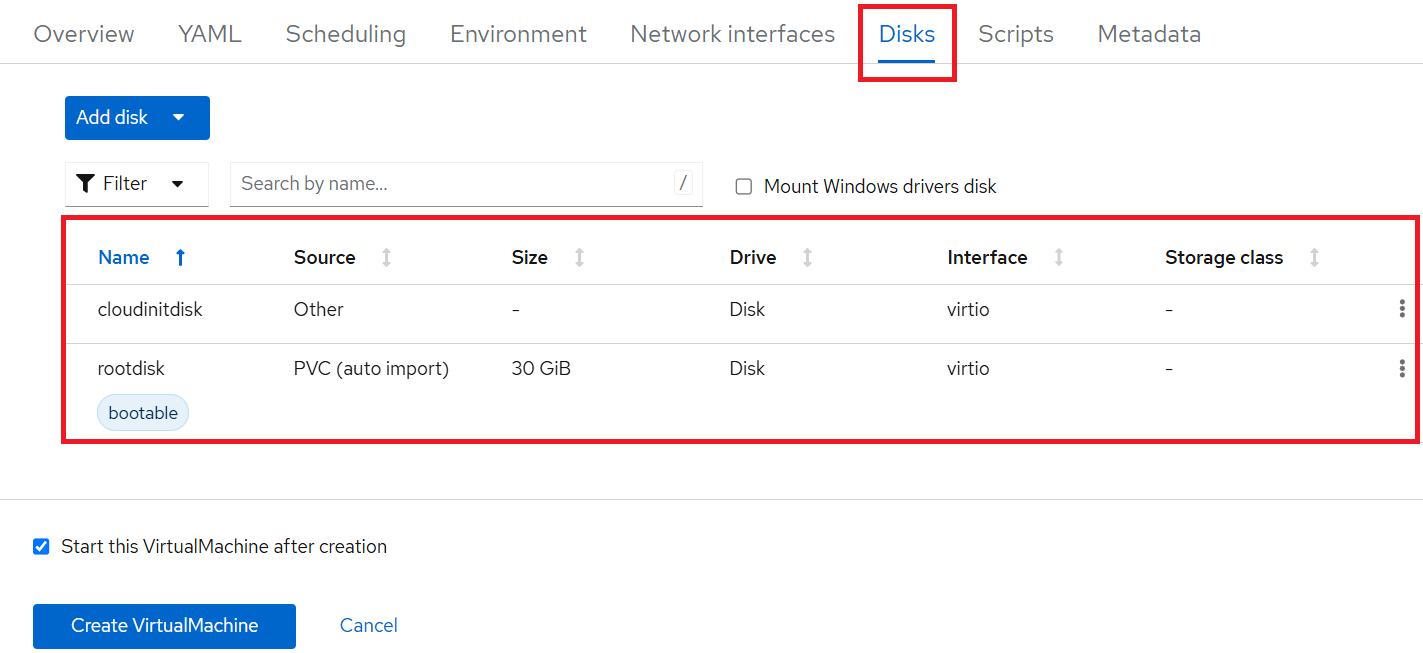 Overview YAML Scheduling Environment Network interfaces Disks Scripts Metadata
Add disk
Filter Search by name... / Mount Windows drivers disk
Name Source Size Drive Interface Storage class
cloudinitdisk Other - Disk virtio -
rootdisk PVC (auto import) 30 GiB Disk virtio -
bootable
Start this VirtualMachine after creation
Create VirtualMachine Cancel